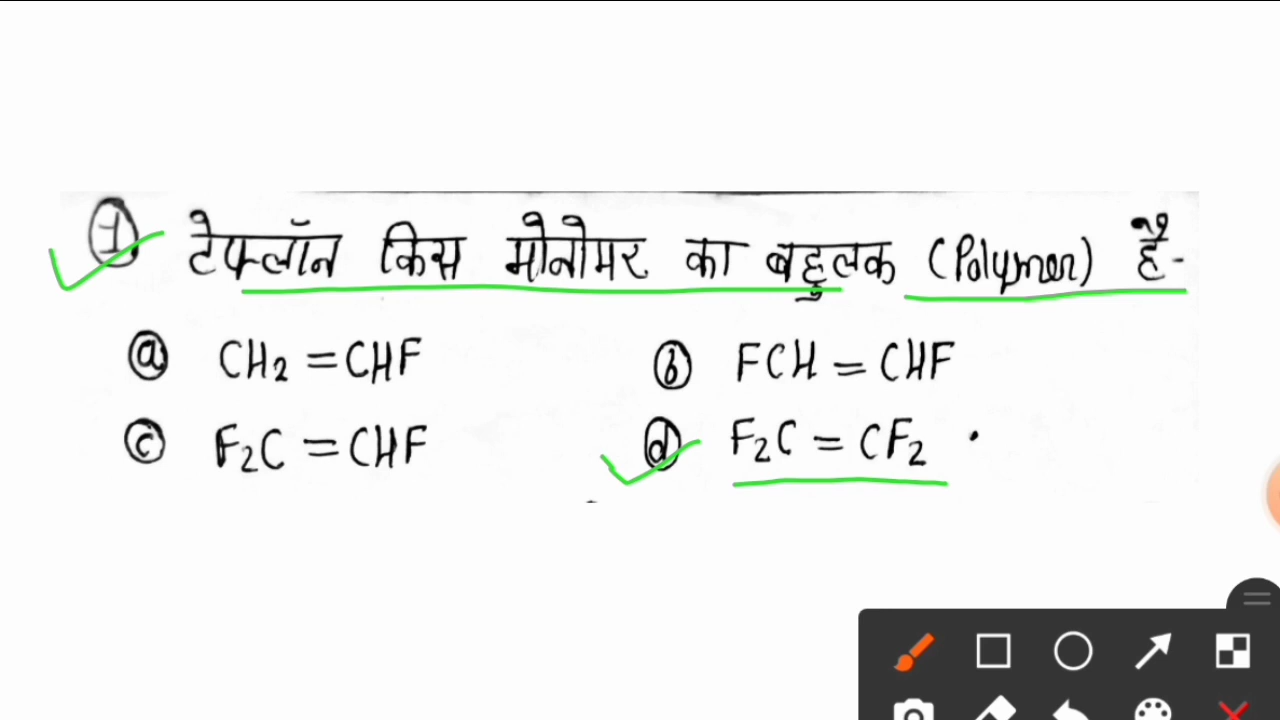 ① टेफ्लॉन किस मोनोमर का बहुलक (Polymer) है-
ⓐ CH₂ = CHF ⓑ FCH = CHF
ⓒ F₂C = CHF ⓓ F₂C = CF₂ .